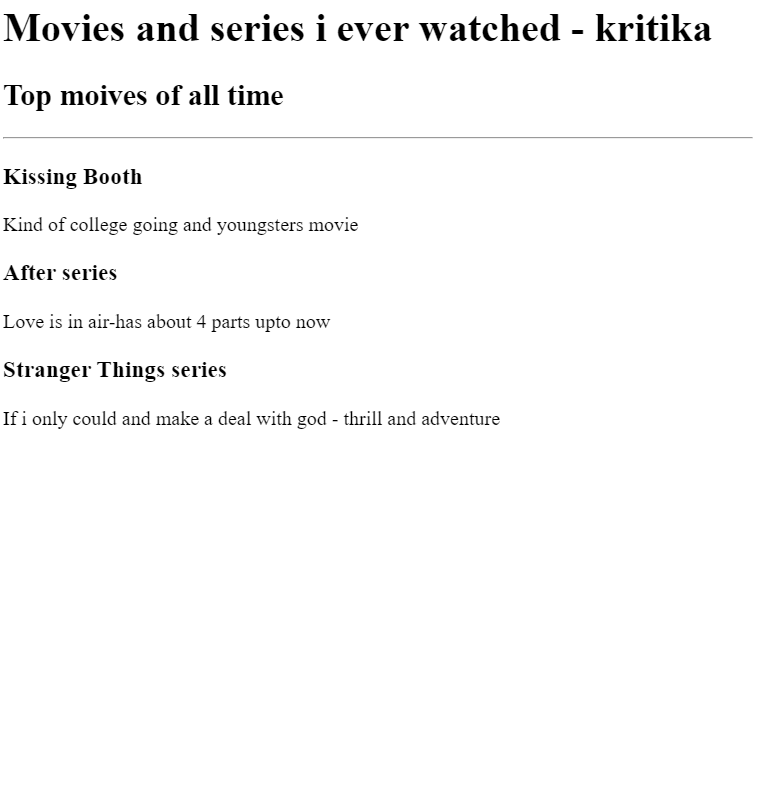 Movies and series i ever watched - kritika
Top moives of all time
Kissing Booth
Kind of college going and youngsters movie
After series
Love is in air-has about 4 parts upto now
Stranger Things series
If i only could and make a deal with god - thrill and adventure